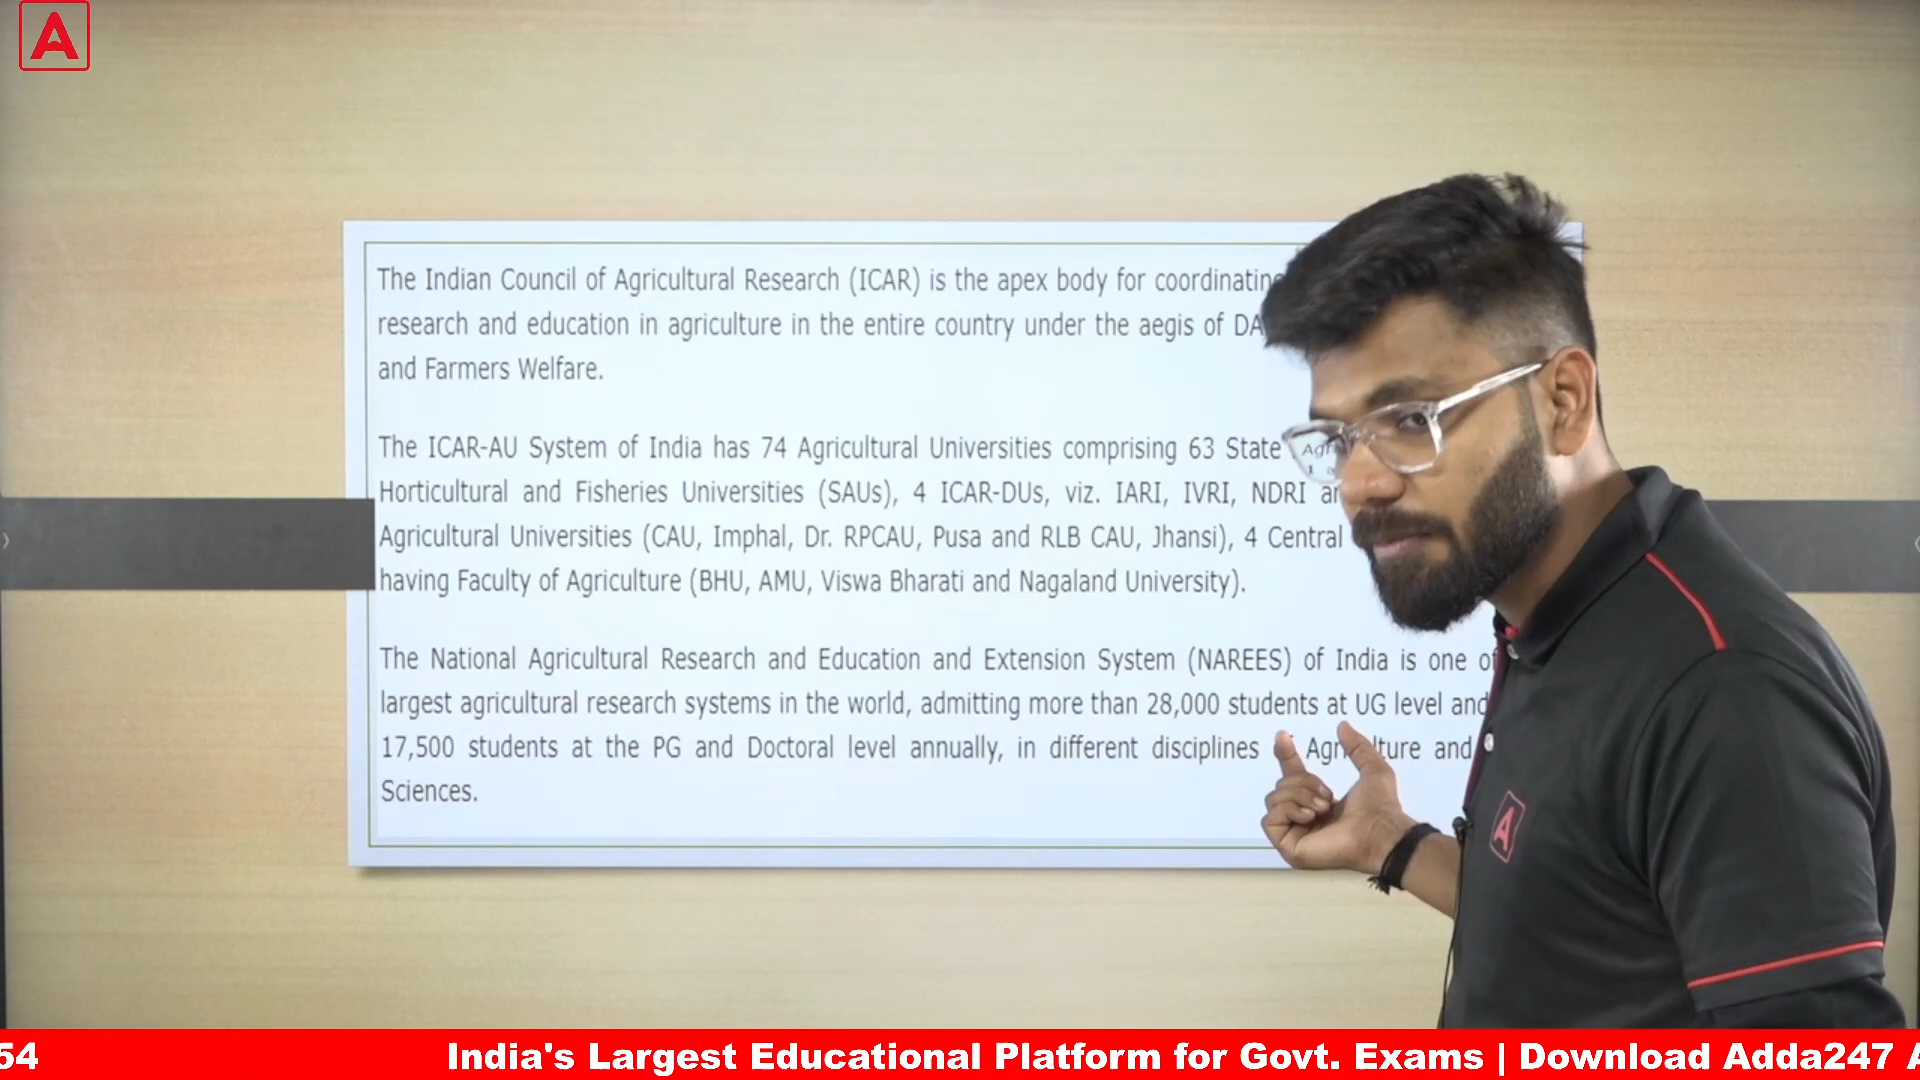 A
The Indian Council of Agricultural Research (ICAR) is the apex body for coordinating
research and education in agriculture in the entire country under the aegis of DA
and Farmers Welfare.
The ICAR-AU System of India has 74 Agricultural Universities comprising 63 State Agr
Horticultural and Fisheries Universities (SAUs), 4 ICAR-DUs, viz. IARI, IVRI, NDRI
Agricultural Universities (CAU, Imphal, Dr. RPCAU, Pusa and RLB CAU, Jhansi), 4 Central
having Faculty of Agriculture (BHU, AMU, Viswa Bharati and Nagaland University).
The National Agricultural Research and Education and Extension System (NAREES) of India is one of
largest agricultural research systems in the world, admitting more than 28,000 students at UG level and
17,500 students at the PG and Doctoral level annually, in different disciplines and
Sciences.
A
54 India's Largest Educational Platform for Govt. Exams | Download Adda247 A